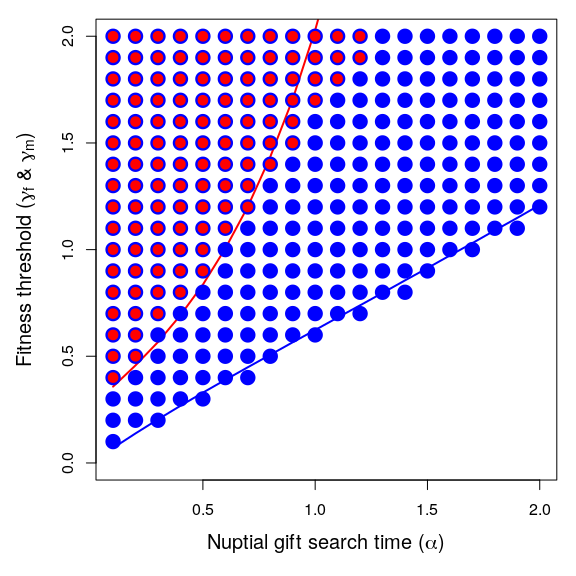 2.0
1.5
1.0
0.5
0.0
Fitness threshold (γf & γm)
0.5 1.0 1.5 2.0
Nuptial gift search time (α)